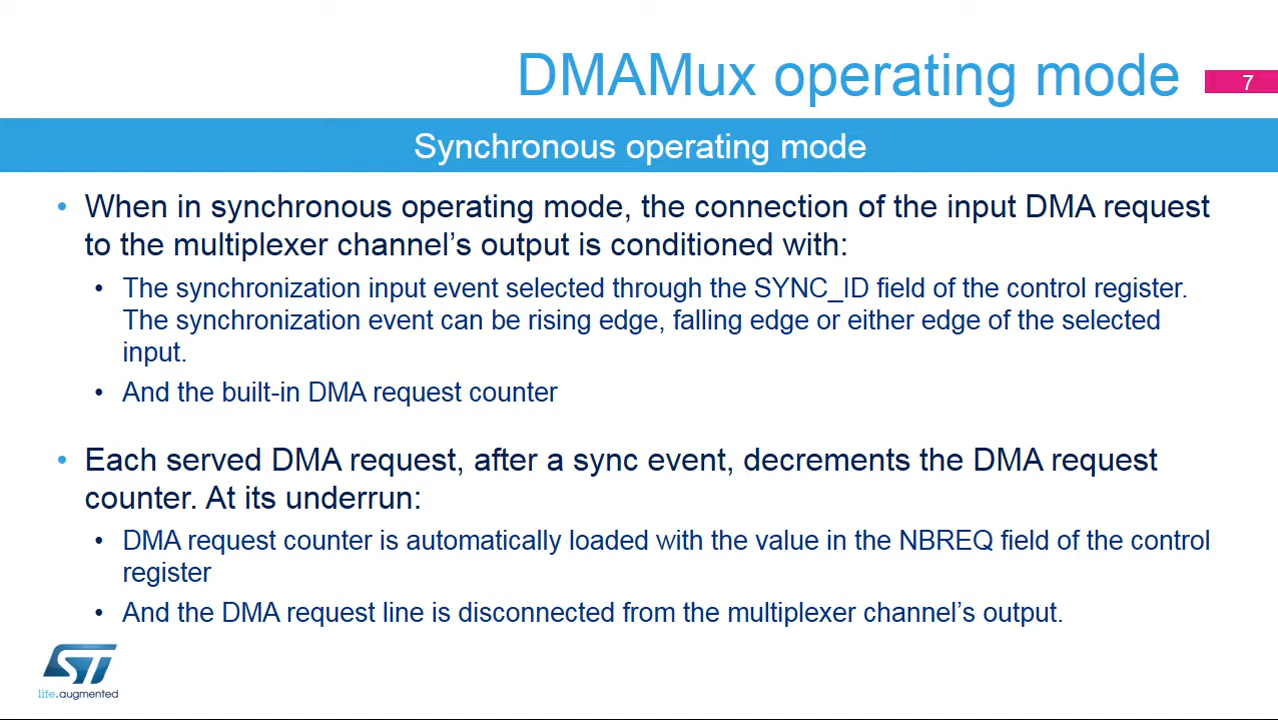 DMAMux operating mode
7
Synchronous operating mode
• When in synchronous operating mode, the connection of the input DMA request
to the multiplexer channel's output is conditioned with:
• The synchronization input event selected through the SYNC_ID field of the control register.
The synchronization event can be rising edge, falling edge or either edge of the selected
input.
• And the built-in DMA request counter
• Each served DMA request, after a sync event, decrements the DMA request
counter. At its underrun:
• DMA request counter is automatically loaded with the value in the NBREQ field of the control
register
• And the DMA request line is disconnected from the multiplexer channel's output.
ST
life.augmented